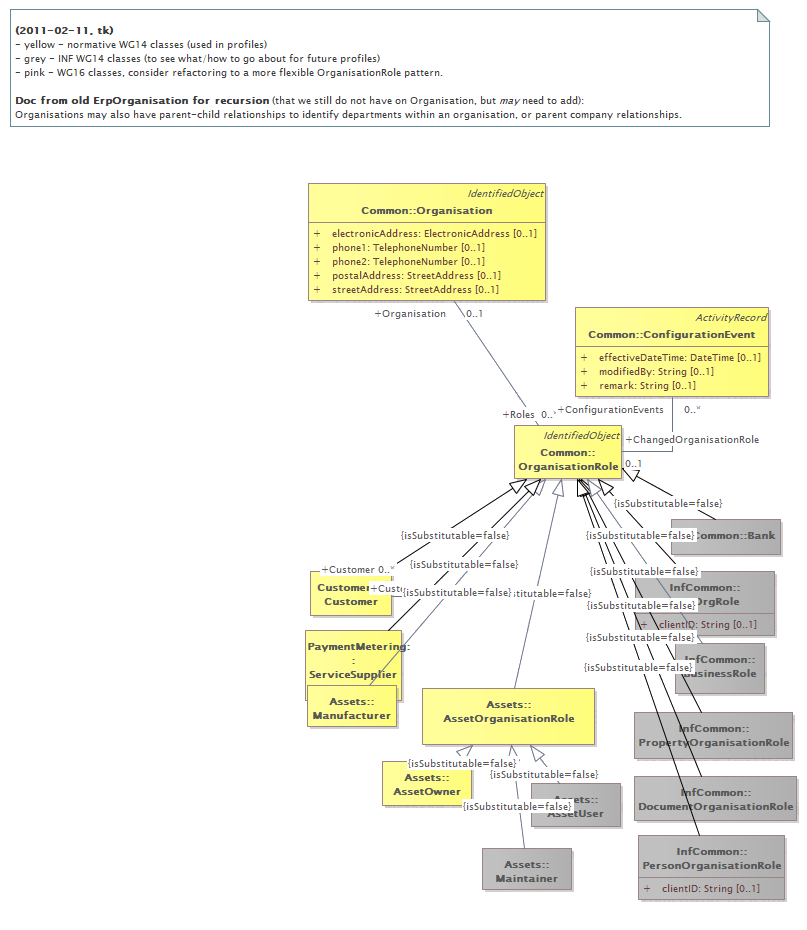 (2011-02-11, tk)
- yellow - normative WG14 classes (used in profiles)
- grey - INF WG14 classes (to see what/how to go about for future profiles)
- pink - WG16 classes, consider refactoring to a more flexible OrganisationRole pattern.
Doc from old ErpOrganisation for recursion (that we still do not have on Organisation, but may need to add):
Organisations may also have parent-child relationships to identify departments within an organisation, or parent company relationships.
IdentifiedObject
Common::Organisation
+ electronicAddress: ElectronicAddress [0..1]
+ phone1: TelephoneNumber [0..1]
+ phone2: TelephoneNumber [0..1]
+ postalAddress: StreetAddress [0..1]
+ streetAddress: StreetAddress [0..1]
+Organisation 0..1
ActivityRecord
Common::ConfigurationEvent
+ effectiveDateTime: DateTime [0..1]
+ modifiedBy: String [0..1]
+ remark: String [0..1]
+Roles 0..*
+ConfigurationEvents 0..*
IdentifiedObject
Common::
OrganisationRole
+ChangedOrganisationRole
0..1
{isSubstitutable=false}
{isSubstitutable=false}
{isSubstitutable=false}
Common::Bank
{isSubstitutable=false}
+Customer 0..*
{isSubstitutable=false}
Customers
Customer
{isSubstitutable=false}
InfCommon::
OrgRole
+ clientID: String [0..1]
{isSubstitutable=false}
{isSubstitutable=false}
PaymentMetering:
:
ServiceSupplier
InfCommon::
BusinessRole
{isSubstitutable=false}
Assets::
Manufacturer
Assets::
AssetOrganisationRole
InfCommon::
PropertyOrganisationRole
{isSubstitutable=false}
Assets::
AssetOwner
{isSubstitutable=false}
Assets::
AssetUser
{isSubstitutable=false}
InfCommon::
DocumentOrganisationRole
Assets::
Maintainer
InfCommon::
PersonOrganisationRole
+ clientID: String [0..1]